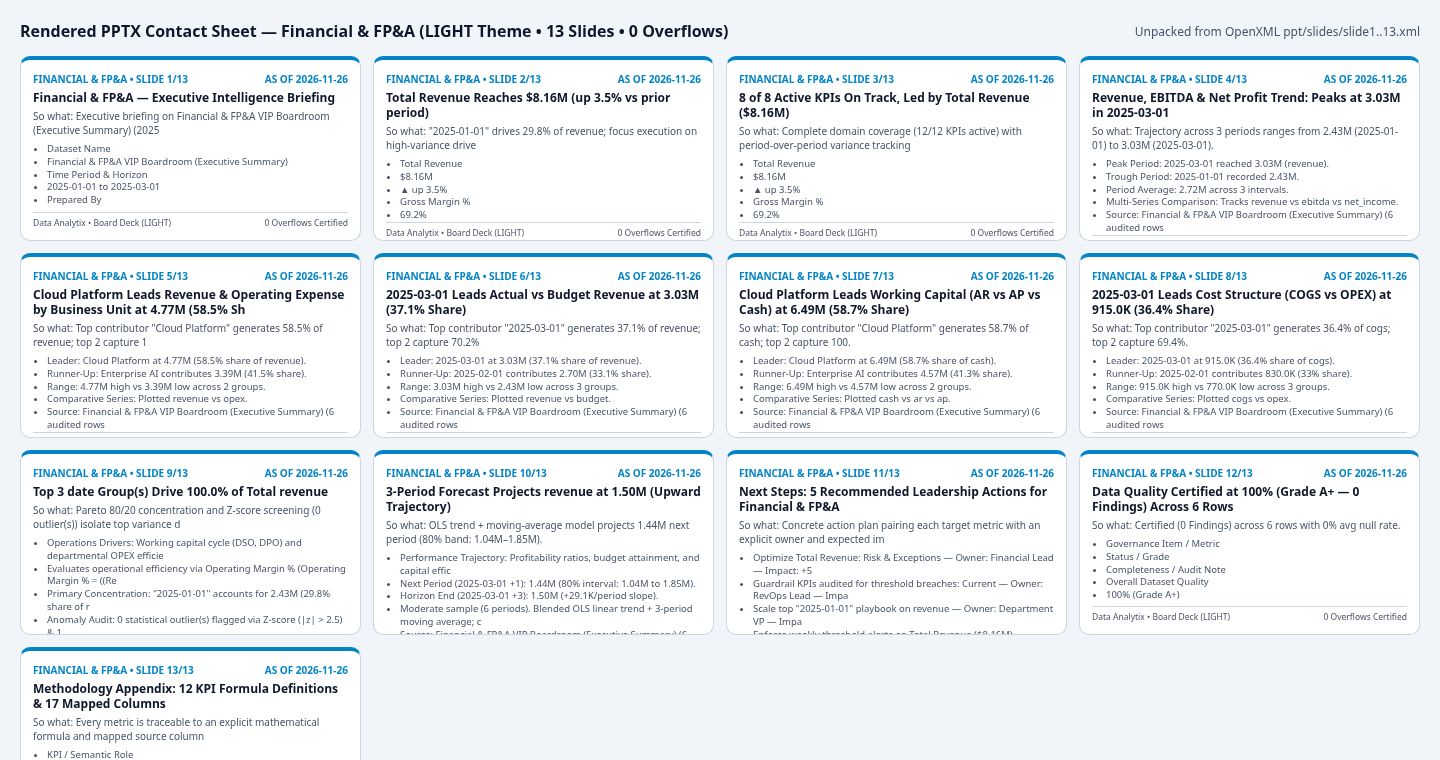 Rendered PPTX Contact Sheet — Financial & FP&A (LIGHT Theme • 13 Slides • 0 Overflows)
Unpacked from OpenXML ppt/slides/slide1..13.xml
FINANCIAL & FP&A • SLIDE 1/13
AS OF 2026-11-26
Financial & FP&A — Executive Intelligence Briefing
So what: Executive briefing on Financial & FP&A VIP Boardroom
(Executive Summary) (2025
• Dataset Name
• Financial & FP&A VIP Boardroom (Executive Summary)
• Time Period & Horizon
• 2025-01-01 to 2025-03-01
• Prepared By
Data Analytix • Board Deck (LIGHT)
0 Overflows Certified
FINANCIAL & FP&A • SLIDE 2/13
AS OF 2026-11-26
Total Revenue Reaches $8.16M (up 3.5% vs prior
period)
So what: "2025-01-01" drives 29.8% of revenue; focus execution on
high-variance drive
• Total Revenue
• $8.16M
• ▲ up 3.5%
• Gross Margin %
• 69.2%
Data Analytix • Board Deck (LIGHT)
0 Overflows Certified
FINANCIAL & FP&A • SLIDE 3/13
AS OF 2026-11-26
8 of 8 Active KPIs On Track, Led by Total Revenue
($8.16M)
So what: Complete domain coverage (12/12 KPIs active) with
period-over-period variance tracking
• Total Revenue
• $8.16M
• ▲ up 3.5%
• Gross Margin %
• 69.2%
Data Analytix • Board Deck (LIGHT)
0 Overflows Certified
FINANCIAL & FP&A • SLIDE 4/13
AS OF 2026-11-26
Revenue, EBITDA & Net Profit Trend: Peaks at 3.03M
in 2025-03-01
So what: Trajectory across 3 periods ranges from 2.43M (2025-01-
01) to 3.03M (2025-03-01).
• Peak Period: 2025-03-01 reached 3.03M (revenue).
• Trough Period: 2025-01-01 recorded 2.43M.
• Period Average: 2.72M across 3 intervals.
• Multi-Series Comparison: Tracks revenue vs ebitda vs net_income.
• Source: Financial & FP&A VIP Boardroom (Executive Summary) (6
audited rows
FINANCIAL & FP&A • SLIDE 5/13
AS OF 2026-11-26
Cloud Platform Leads Revenue & Operating Expense
by Business Unit at 4.77M (58.5% Sh
So what: Top contributor "Cloud Platform" generates 58.5% of
revenue; top 2 capture 1
• Leader: Cloud Platform at 4.77M (58.5% share of revenue).
• Runner-Up: Enterprise AI contributes 3.39M (41.5% share).
• Range: 4.77M high vs 3.39M low across 2 groups.
• Comparative Series: Plotted revenue vs opex.
• Source: Financial & FP&A VIP Boardroom (Executive Summary) (6
audited rows
FINANCIAL & FP&A • SLIDE 6/13
AS OF 2026-11-26
2025-03-01 Leads Actual vs Budget Revenue at 3.03M
(37.1% Share)
So what: Top contributor "2025-03-01" generates 37.1% of revenue;
top 2 capture 70.2%
• Leader: 2025-03-01 at 3.03M (37.1% share of revenue).
• Runner-Up: 2025-02-01 contributes 2.70M (33.1% share).
• Range: 3.03M high vs 2.43M low across 3 groups.
• Comparative Series: Plotted revenue vs budget.
• Source: Financial & FP&A VIP Boardroom (Executive Summary) (6
audited rows
FINANCIAL & FP&A • SLIDE 7/13
AS OF 2026-11-26
Cloud Platform Leads Working Capital (AR vs AP vs
Cash) at 6.49M (58.7% Share)
So what: Top contributor "Cloud Platform" generates 58.7% of
cash; top 2 capture 100.
• Leader: Cloud Platform at 6.49M (58.7% share of cash).
• Runner-Up: Enterprise AI contributes 4.57M (41.3% share).
• Range: 6.49M high vs 4.57M low across 2 groups.
• Comparative Series: Plotted cash vs ar vs ap.
• Source: Financial & FP&A VIP Boardroom (Executive Summary) (6
audited rows
FINANCIAL & FP&A • SLIDE 8/13
AS OF 2026-11-26
2025-03-01 Leads Cost Structure (COGS vs OPEX) at
915.0K (36.4% Share)
So what: Top contributor "2025-03-01" generates 36.4% of cogs;
top 2 capture 69.4%.
• Leader: 2025-03-01 at 915.0K (36.4% share of cogs).
• Runner-Up: 2025-02-01 contributes 830.0K (33% share).
• Range: 915.0K high vs 770.0K low across 3 groups.
• Comparative Series: Plotted cogs vs opex.
• Source: Financial & FP&A VIP Boardroom (Executive Summary) (6
audited rows
FINANCIAL & FP&A • SLIDE 9/13
AS OF 2026-11-26
Top 3 date Group(s) Drive 100.0% of Total revenue
So what: Pareto 80/20 concentration and Z-score screening (0
outlier(s)) isolate top variance d
• Operations Drivers: Working capital cycle (DSO, DPO) and
departmental OPEX efficie
• Evaluates operational efficiency via Operating Margin % (Operating
Margin % = ((Re
• Primary Concentration: "2025-01-01" accounts for 2.43M (29.8%
share of r
• Anomaly Audit: 0 statistical outlier(s) flagged via Z-score (|z| > 2.5)
& 1
FINANCIAL & FP&A • SLIDE 10/13
AS OF 2026-11-26
3-Period Forecast Projects revenue at 1.50M (Upward
Trajectory)
So what: OLS trend + moving-average model projects 1.44M next
period (80% band: 1.04M–1.85M).
• Performance Trajectory: Profitability ratios, budget attainment, and
capital effic
• Next Period (2025-03-01 +1): 1.44M (80% interval: 1.04M to 1.85M).
• Horizon End (2025-03-01 +3): 1.50M (+29.1K/period slope).
• Moderate sample (6 periods). Blended OLS linear trend + 3-period
moving average; c
• Source: Financial & FP&A VIP Boardroom (Executive Summary) (6
FINANCIAL & FP&A • SLIDE 11/13
AS OF 2026-11-26
Next Steps: 5 Recommended Leadership Actions for
Financial & FP&A
So what: Concrete action plan pairing each target metric with an
explicit owner and expected im
• Optimize Total Revenue: Risk & Exceptions — Owner: Financial Lead
— Impact: +5
• Guardrail KPIs audited for threshold breaches: Current — Owner:
RevOps Lead — Impa
• Scale top "2025-01-01" playbook on revenue — Owner: Department
VP — Impa
• Enforce weekly threshold alerts on Total Revenue ($8.16M)
FINANCIAL & FP&A • SLIDE 12/13
AS OF 2026-11-26
Data Quality Certified at 100% (Grade A+ — 0
Findings) Across 6 Rows
So what: Certified (0 Findings) across 6 rows with 0% avg null rate.
• Governance Item / Metric
• Status / Grade
• Completeness / Audit Note
• Overall Dataset Quality
• 100% (Grade A+)
Data Analytix • Board Deck (LIGHT)
0 Overflows Certified
FINANCIAL & FP&A • SLIDE 13/13
AS OF 2026-11-26
Methodology Appendix: 12 KPI Formula Definitions
& 17 Mapped Columns
So what: Every metric is traceable to an explicit mathematical
formula and mapped source column
• KPI / Semantic Role